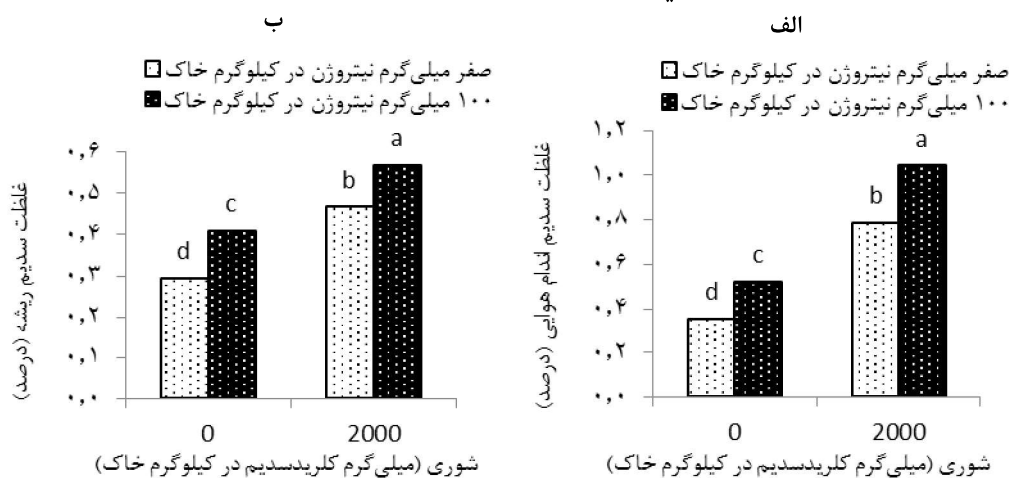 الف
صفر میلی‌گرم نیتروژن در کیلوگرم خاک
۱۰۰ میلی‌گرم نیتروژن در کیلوگرم خاک
غلظت سدیم اندام هوایی (درصد)
۱٫۲
۱٫۰
۰٫۸
۰٫۶
۰٫۴
۰٫۲
۰٫۰
d
c
b
a
0
2000
شوری (میلی‌گرم کلریدسدیم در کیلوگرم خاک)
ب
صفر میلی‌گرم نیتروژن در کیلوگرم خاک
۱۰۰ میلی‌گرم نیتروژن در کیلوگرم خاک
غلظت سدیم ریشه (درصد)
۰٫۶
۰٫۵
۰٫۴
۰٫۳
۰٫۲
۰٫۱
۰٫۰
d
c
b
a
0
2000
شوری (میلی‌گرم کلریدسدیم در کیلوگرم خاک)